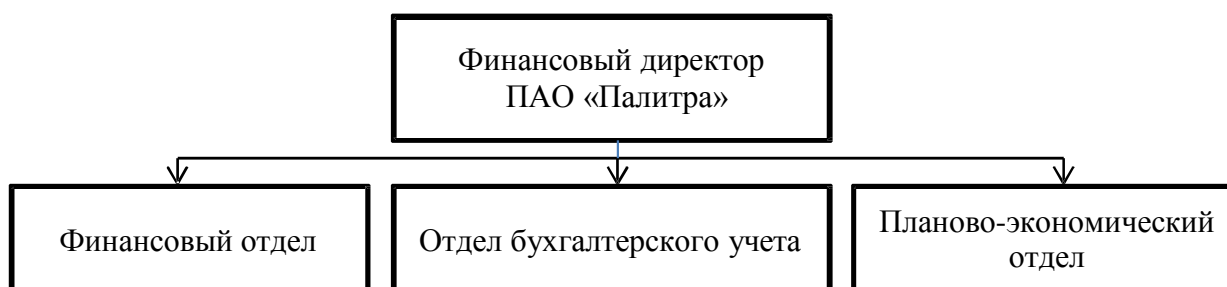 Финансовый директор
ПАО «Палитра»
Финансовый отдел
Отдел бухгалтерского учета
Планово-экономический
отдел